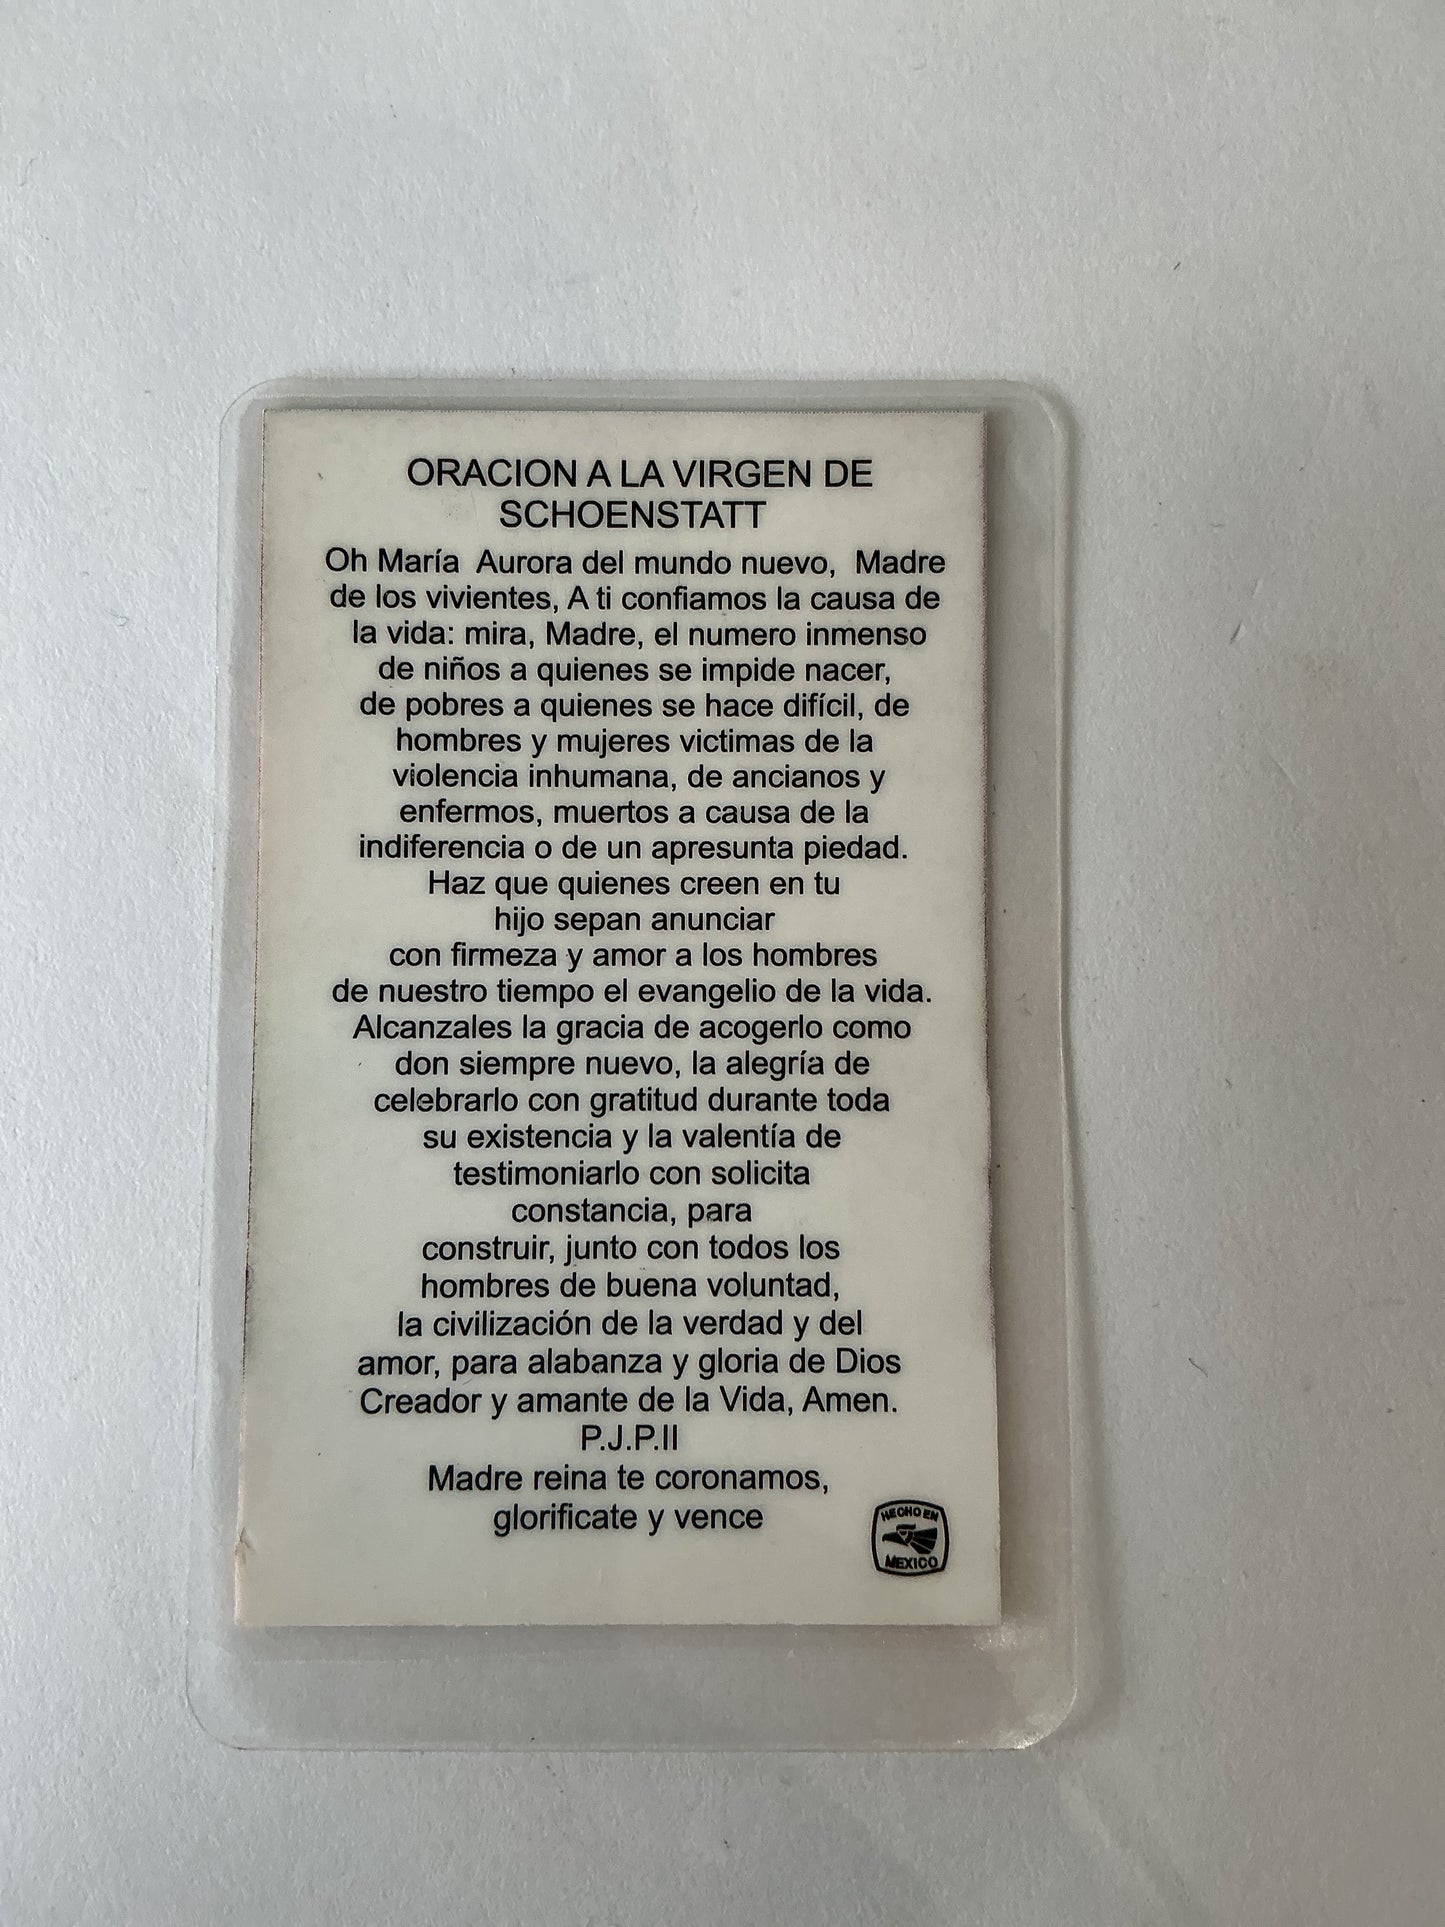 ORACION A LA VIRGEN DE
SCHOENSTATT
Oh María Aurora del mundo nuevo, Madre
de los vivientes, A ti confiamos la causa de
la vida: mira, Madre, el numero inmenso
de niños a quienes se impide nacer,
de pobres a quienes se hace difícil, de
hombres y mujeres victimas de la
violencia inhumana, de ancianos y
enfermos, muertos a causa de la
indiferencia o de un apresunta piedad.
Haz que quienes creen en tu
hijo sepan anunciar
con firmeza y amor a los hombres
de nuestro tiempo el evangelio de la vida.
Alcanzales la gracia de acogerlo como
don siempre nuevo, la alegría de
celebrarlo con gratitud durante toda
su existencia y la valentía de
testimoniarlo con solicita
constancia, para
construir, junto con todos los
hombres de buena voluntad,
la civilización de la verdad y del
amor, para alabanza y gloria de Dios
Creador y amante de la Vida, Amen.
P.J.P.II
Madre reina te coronamos,
glorificate y vence
HECHO EN
MEXICO